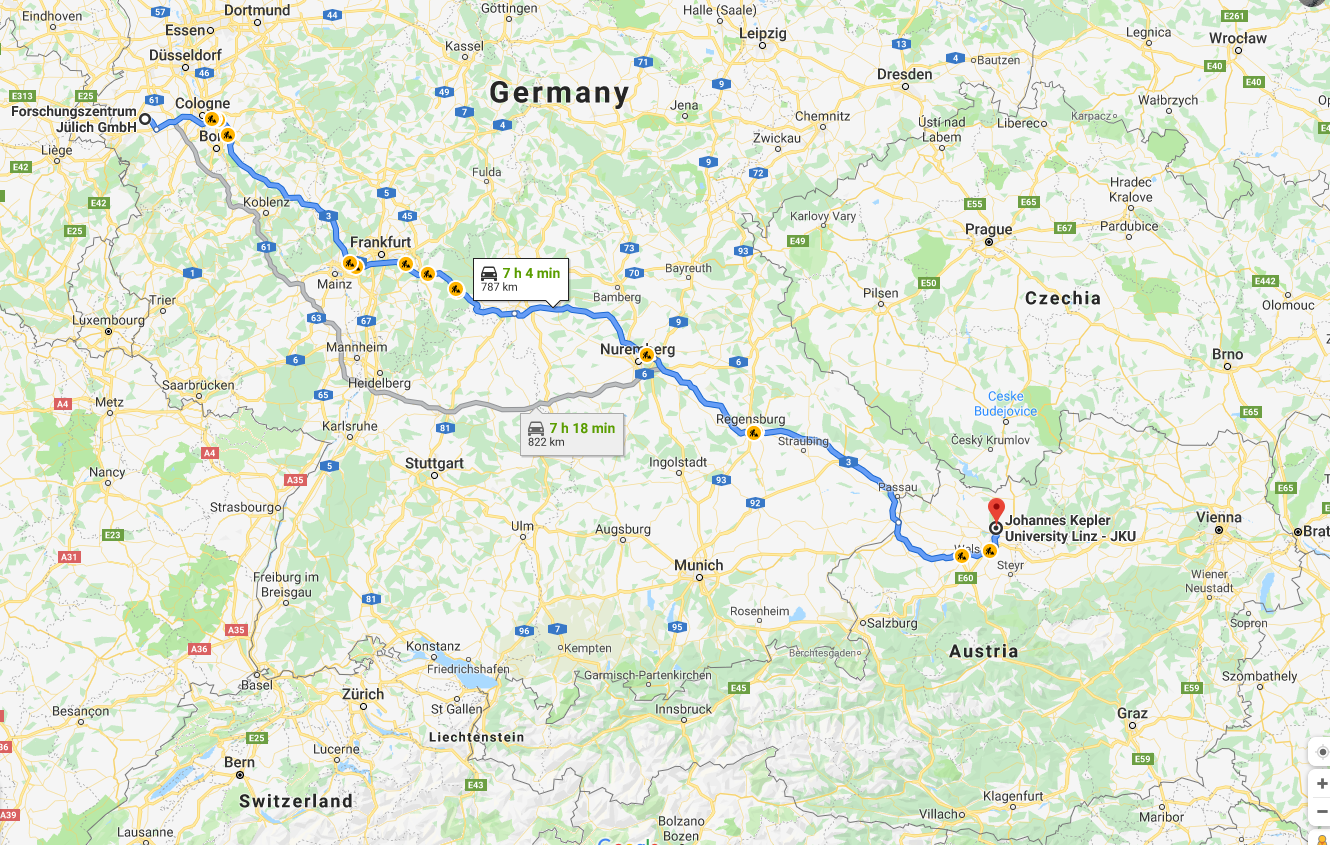 Eindhoven
57
Dortmund
44
Göttingen
Halle (Saale)
E261
Legnica
Essen
Leipzig
13
Wrocław
Düsseldorf
Kassel
71
4
Bautzen
E40
46
9
Dresden
E40
E313
E25
61
49
Germany
Cologne
7
Jena
Wałbrzych
Forschungszentrum
Jülich GmbH
4
Chemnitz
Ústí nad
Labem
Liberec
Karpacz
Zwickau
Liège
E42
9
Fulda
72
E42
5
Hradec
Kralove
Koblenz
E55
E65
3
45
Karlovy Vary
E25
E67
Pardubice
Prague
61
Frankfurt
73
93
E49
7 h 4 min
787 km
Bayreuth
1
70
Mainz
E50
E442
Trier
Bamberg
Pilsen
Czechia
Olomouc
Luxembourg
63
67
9
Mannheim
Nuremberg
Brno
6
6
6
Saarbrücken
Heidelberg
A4
Metz
65
České
Budejovice
E65
7 h 18 min
822 km
Karlsruhe
81
Regensburg
Straubing
Český Krumlov
A4
Nancy
5
Stuttgart
Ingolstadt
3
A35
93
Passau
E65
Strasbourg
92
Johannes Kepler
University Linz - JKU
Vienna
E23
Ulm
Augsburg
Brat
A31
Munich
Wels
Steyr
E60
Freiburg im
Breisgau
Wiener
Neustadt
81
Rosenheim
A35
96
7
95
Salzburg
Sopron
A36
Konstanz
Kempten
Berchtesgaden
Austria
Friedrichshafen
Garmisch-Partenkirchen
Basel
Szombathely
Zürich
E45
E59
Besançon
St Gallen
Innsbruck
Graz
E25
Liechtenstein
Lucerne
Bern
E59
E43
Switzerland
Klagenfurt
A39
Villach
Maribor
Lausanne
Bolzano
Bozen